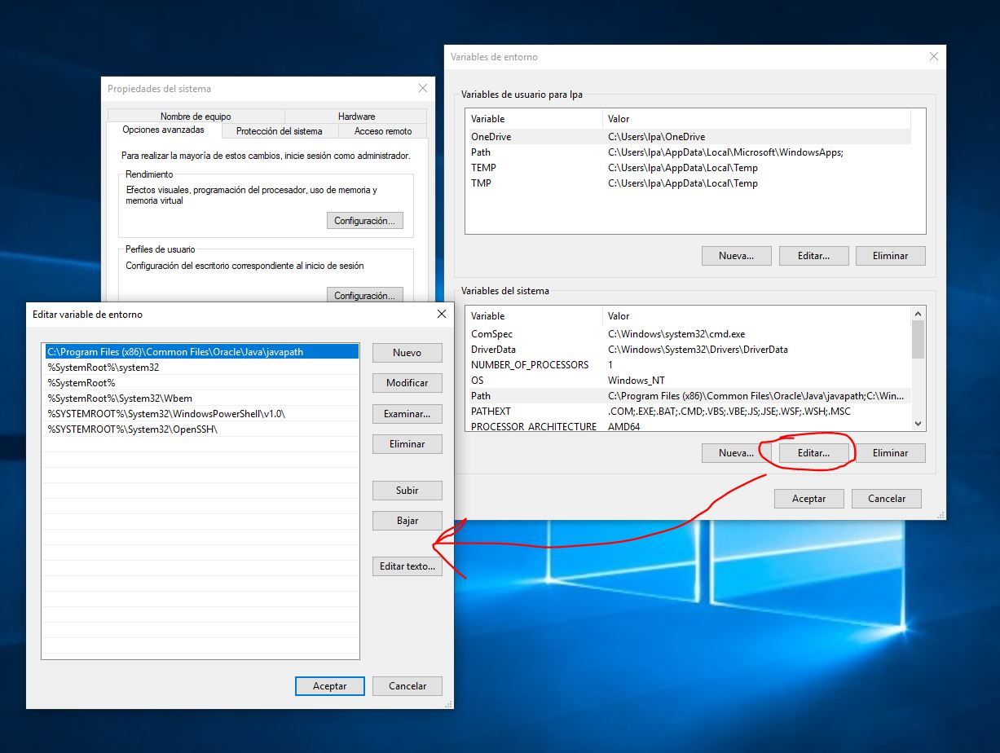 Variables de entorno
Variables de usuario para Ipa
Variable Valor
OneDrive C:\Users\Ipa\OneDrive
Path C:\Users\Ipa\AppData\Local\Microsoft\WindowsApps;
TEMP C:\Users\Ipa\AppData\Local\Temp
TMP C:\Users\Ipa\AppData\Local\Temp
Nueva... Editar... Eliminar
Variables del sistema
Variable Valor
ComSpec C:\Windows\system32\cmd.exe
DriverData C:\Windows\System32\Drivers\DriverData
NUMBER_OF_PROCESSORS 1
OS Windows_NT
Path C:\Program Files (x86)\Common Files\Oracle\Java\javapath;C:\Win...
PATHEXT .COM;.EXE;.BAT;.CMD;.VBS;.VBE;.JS;.JSE;.WSF;.WSH;.MSC
PROCESSOR_ARCHITECTURE AMD64
Nueva... Editar... Eliminar
Aceptar Cancelar
Propiedades del sistema
Nombre de equipo Hardware
Opciones avanzadas Protección del sistema Acceso remoto
Para realizar la mayoría de estos cambios, inicie sesión como administrador.
Rendimiento
Efectos visuales, programación del procesador, uso de memoria y
memoria virtual
Configuración...
Perfiles de usuario
Configuración del escritorio correspondiente al inicio de sesión
Configuración...
Editar variable de entorno
C:\Program Files (x86)\Common Files\Oracle\Java\javapath
%SystemRoot%\system32
%SystemRoot%
%SystemRoot%\System32\Wbem
%SYSTEMROOT%\System32\WindowsPowerShell\v1.0\
%SYSTEMROOT%\System32\OpenSSH\
Nuevo
Modificar
Examinar...
Eliminar
Subir
Bajar
Editar texto...
Aceptar Cancelar